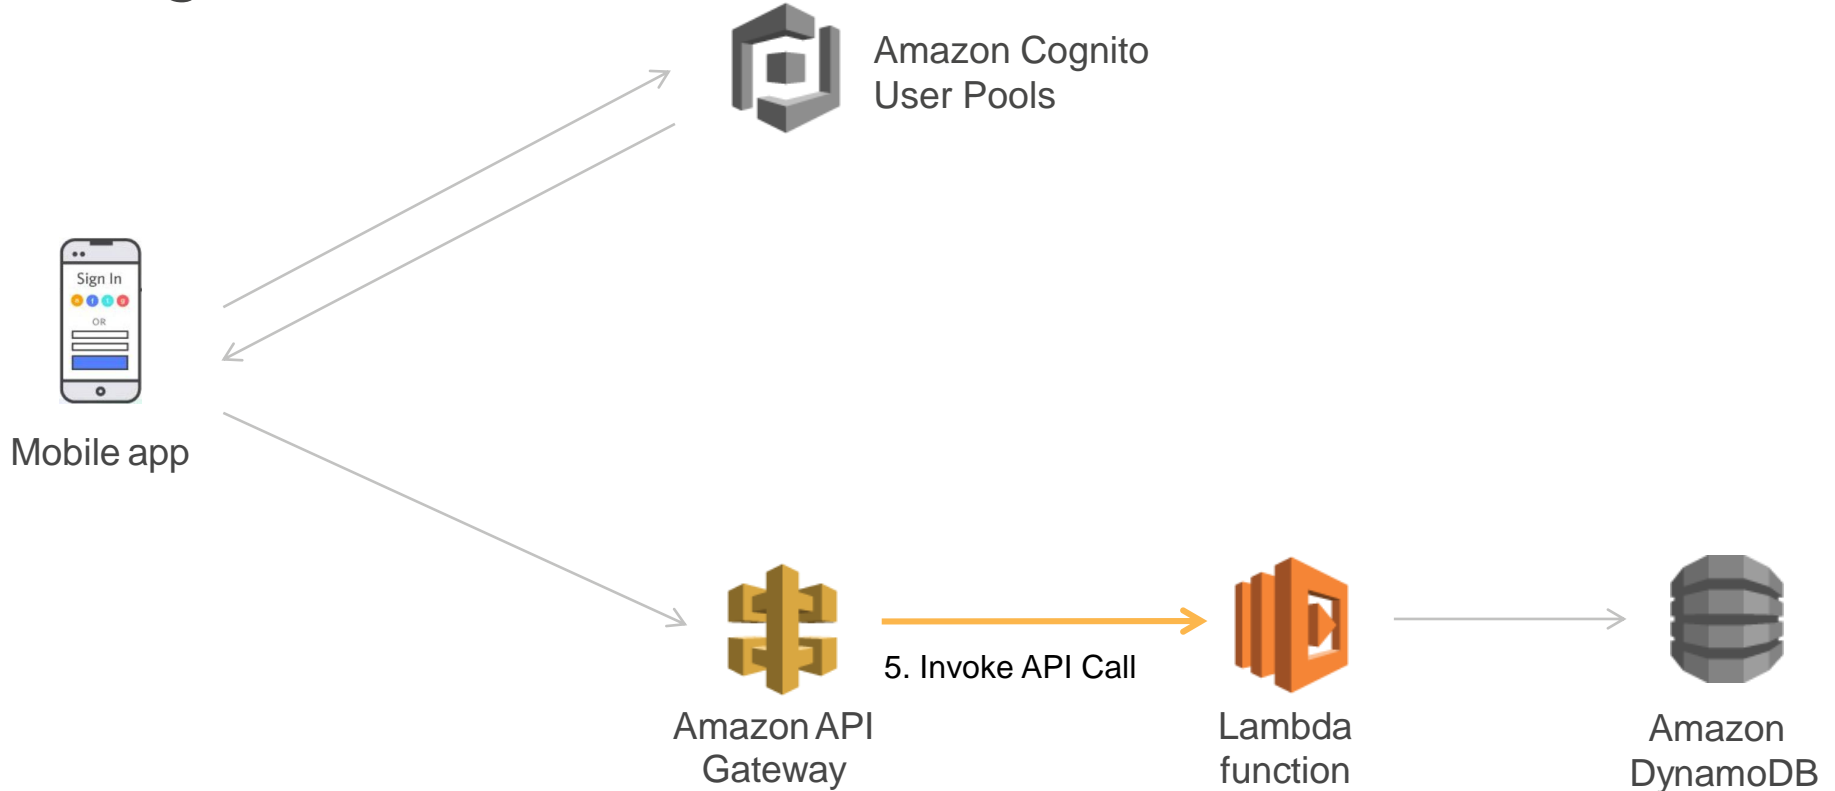 Amazon Cognito
User Pools
Sign In
OR
Mobile app
5. Invoke API Call
Amazon API
Gateway
Lambda
function
Amazon
DynamoDB